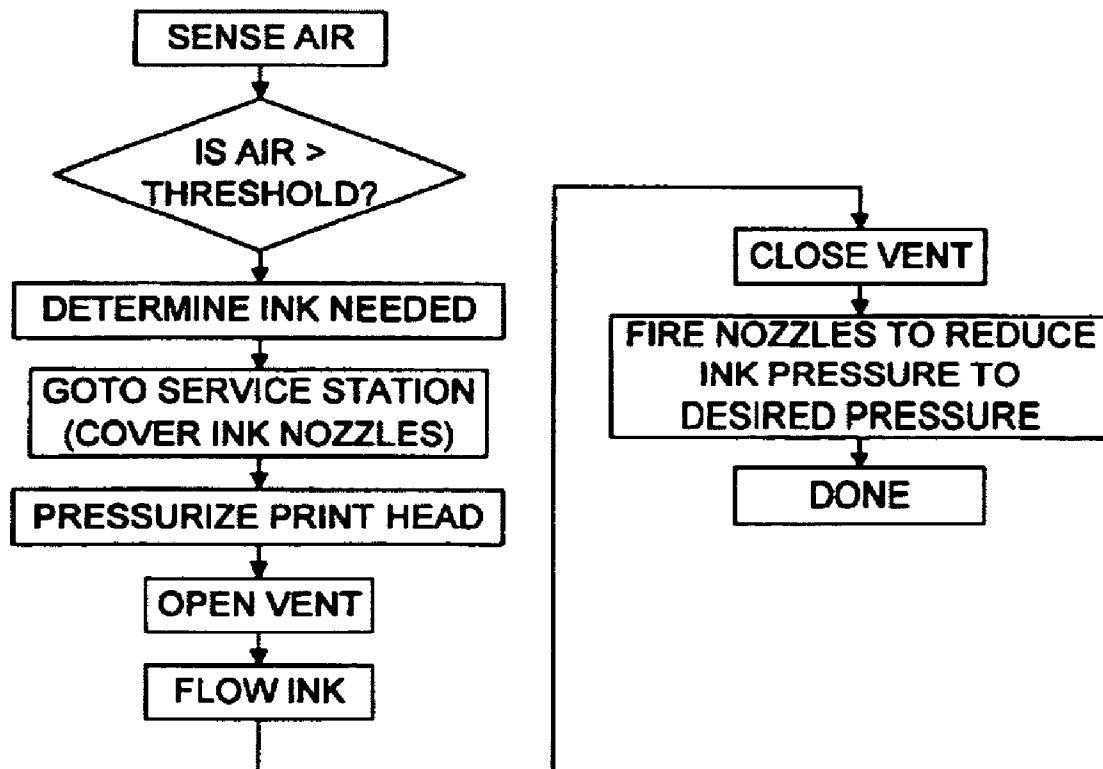 SENSE AIR
IS AIR >
THRESHOLD?
DETERMINE INK NEEDED
GOTO SERVICE STATION
(COVER INK NOZZLES)
PRESSURIZE PRINT HEAD
OPEN VENT
FLOW INK
CLOSE VENT
FIRE NOZZLES TO REDUCE
INK PRESSURE TO
DESIRED PRESSURE
DONE